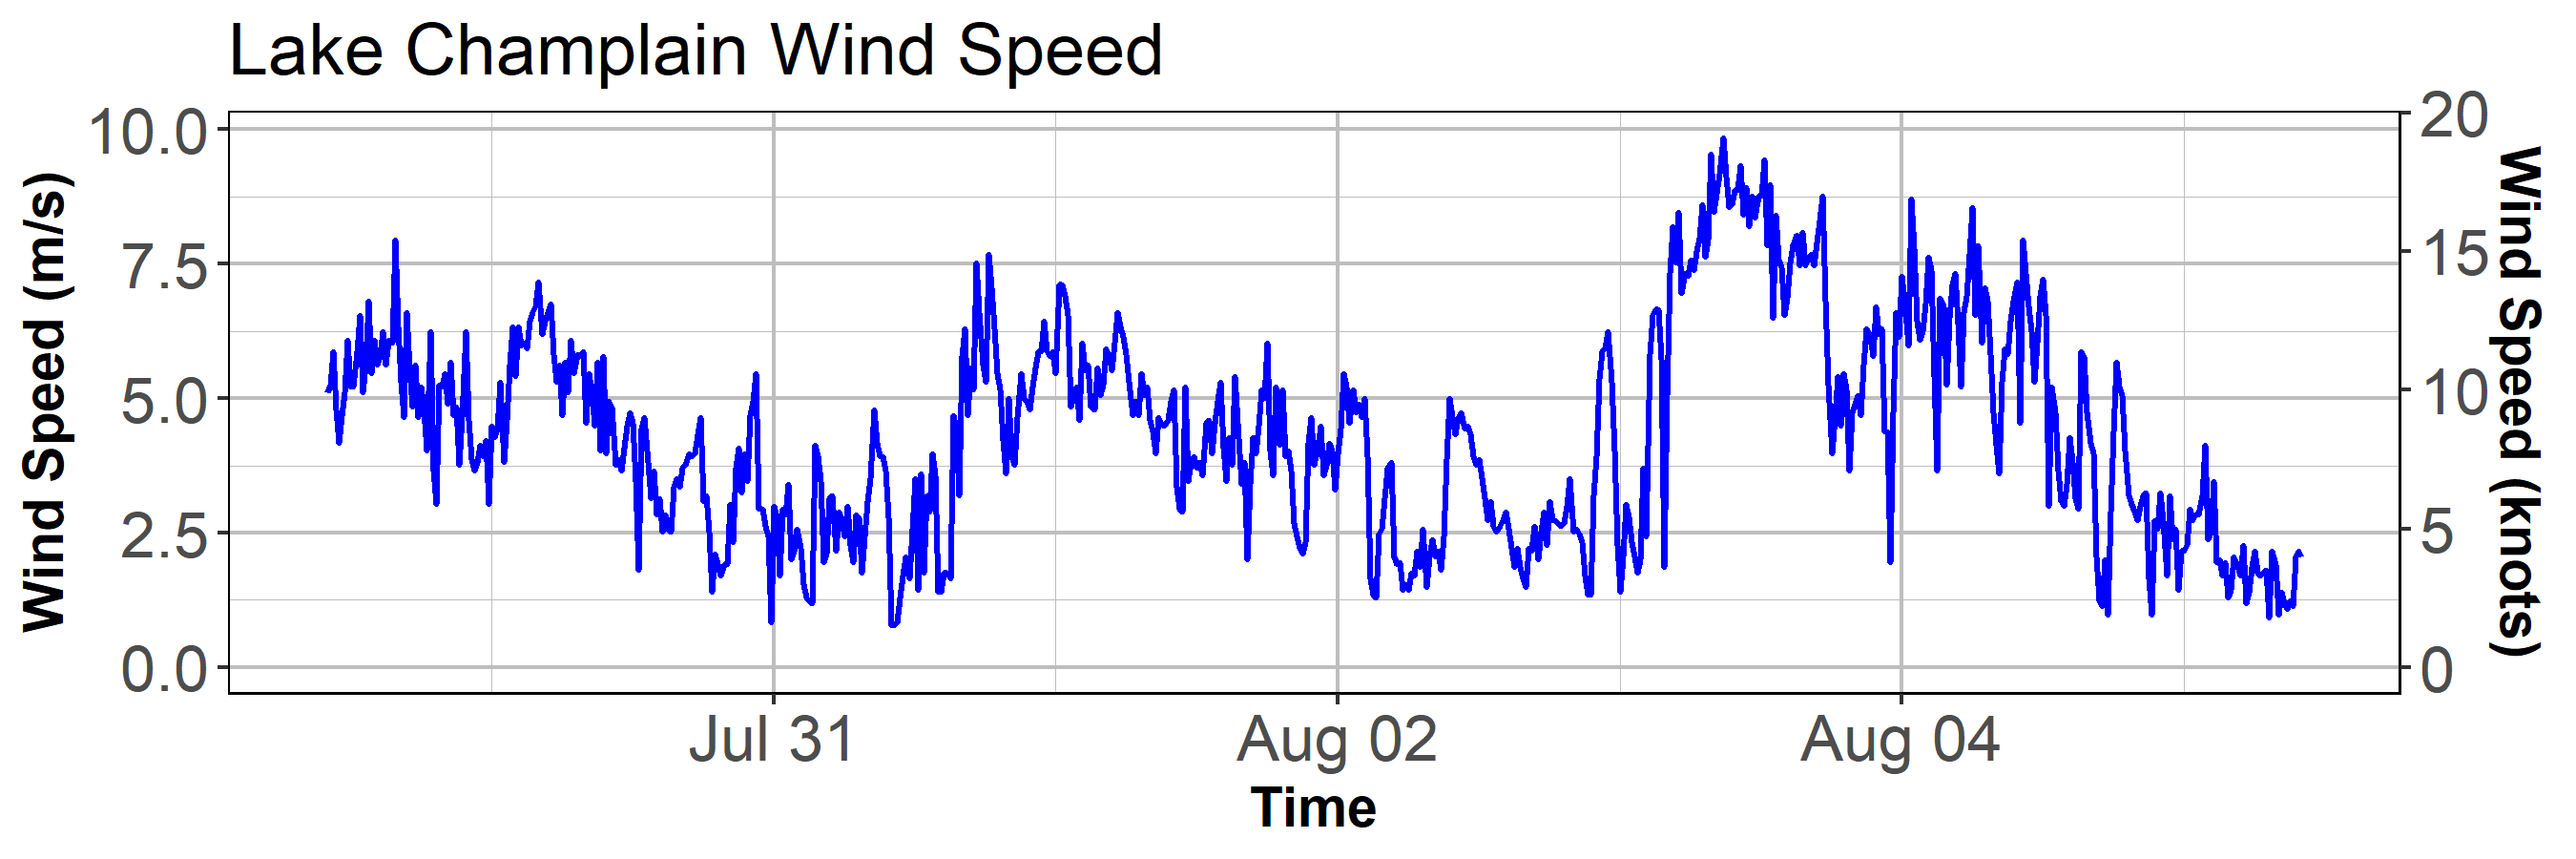 Lake Champlain Wind Speed
Wind Speed (m/s)
10.0
7.5
5.0
2.5
0.0
20
15
10
5
0
Wind Speed (knots)
Jul 31
Aug 02
Aug 04
Time